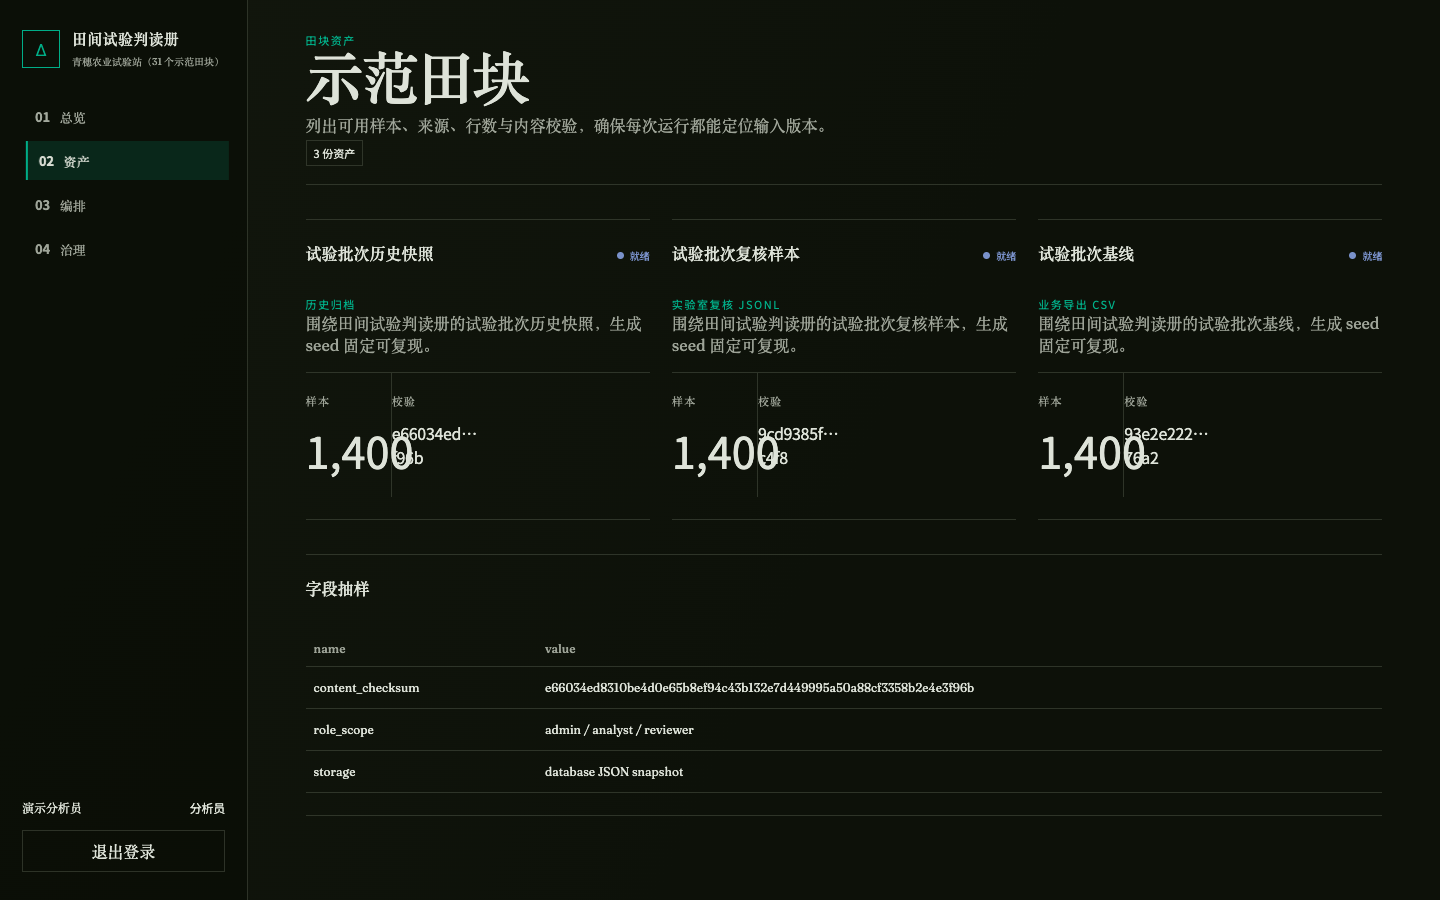 Δ
田间试验判读册
青穗农业试验站（31 个示范田块）
01 总览
02 资产
03 编排
04 治理
演示分析员 分析员
退出登录
田块资产
示范田块
列出可用样本、来源、行数与内容校验，确保每次运行都能定位输入版本。
3 份资产
试验批次历史快照 就绪
历史归档
围绕田间试验判读册的试验批次历史快照，生成
seed 固定可复现。
样本 校验
1,400
e66034ed…
f96b
试验批次复核样本 就绪
实验室复核 JSONL
围绕田间试验判读册的试验批次复核样本，生成
seed 固定可复现。
样本 校验
1,400
9cd9385f…
c4f8
试验批次基线 就绪
业务导出 CSV
围绕田间试验判读册的试验批次基线，生成 seed
固定可复现。
样本 校验
1,400
93e2e222…
76a2
字段抽样
name value
content_checksum e66034ed8310be4d0e65b8ef94c43b132e7d449995a50a88cf3358b2e4e3f96b
role_scope admin / analyst / reviewer
storage database JSON snapshot